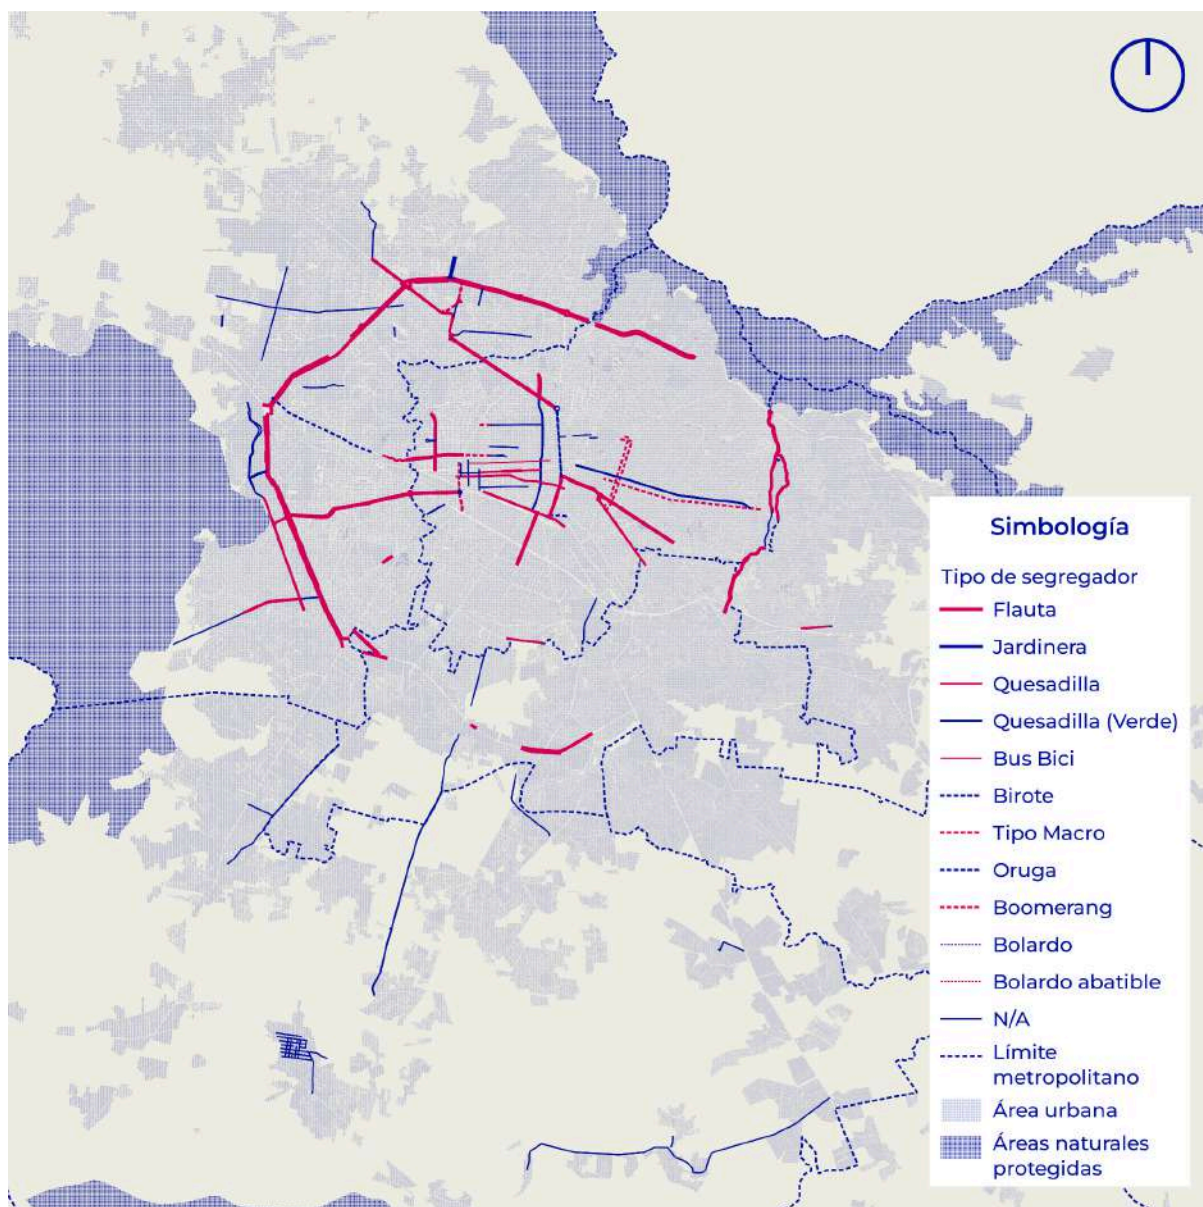 Simbología
Tipo de segregador
Flauta
Jardinera
Quesadilla
Quesadilla (Verde)
Bus Bici
Birote
Tipo Macro
Oruga
Boomerang
Bolardo
Bolardo abatible
N/A
Límite
metropolitano
Área urbana
Áreas naturales
protegidas